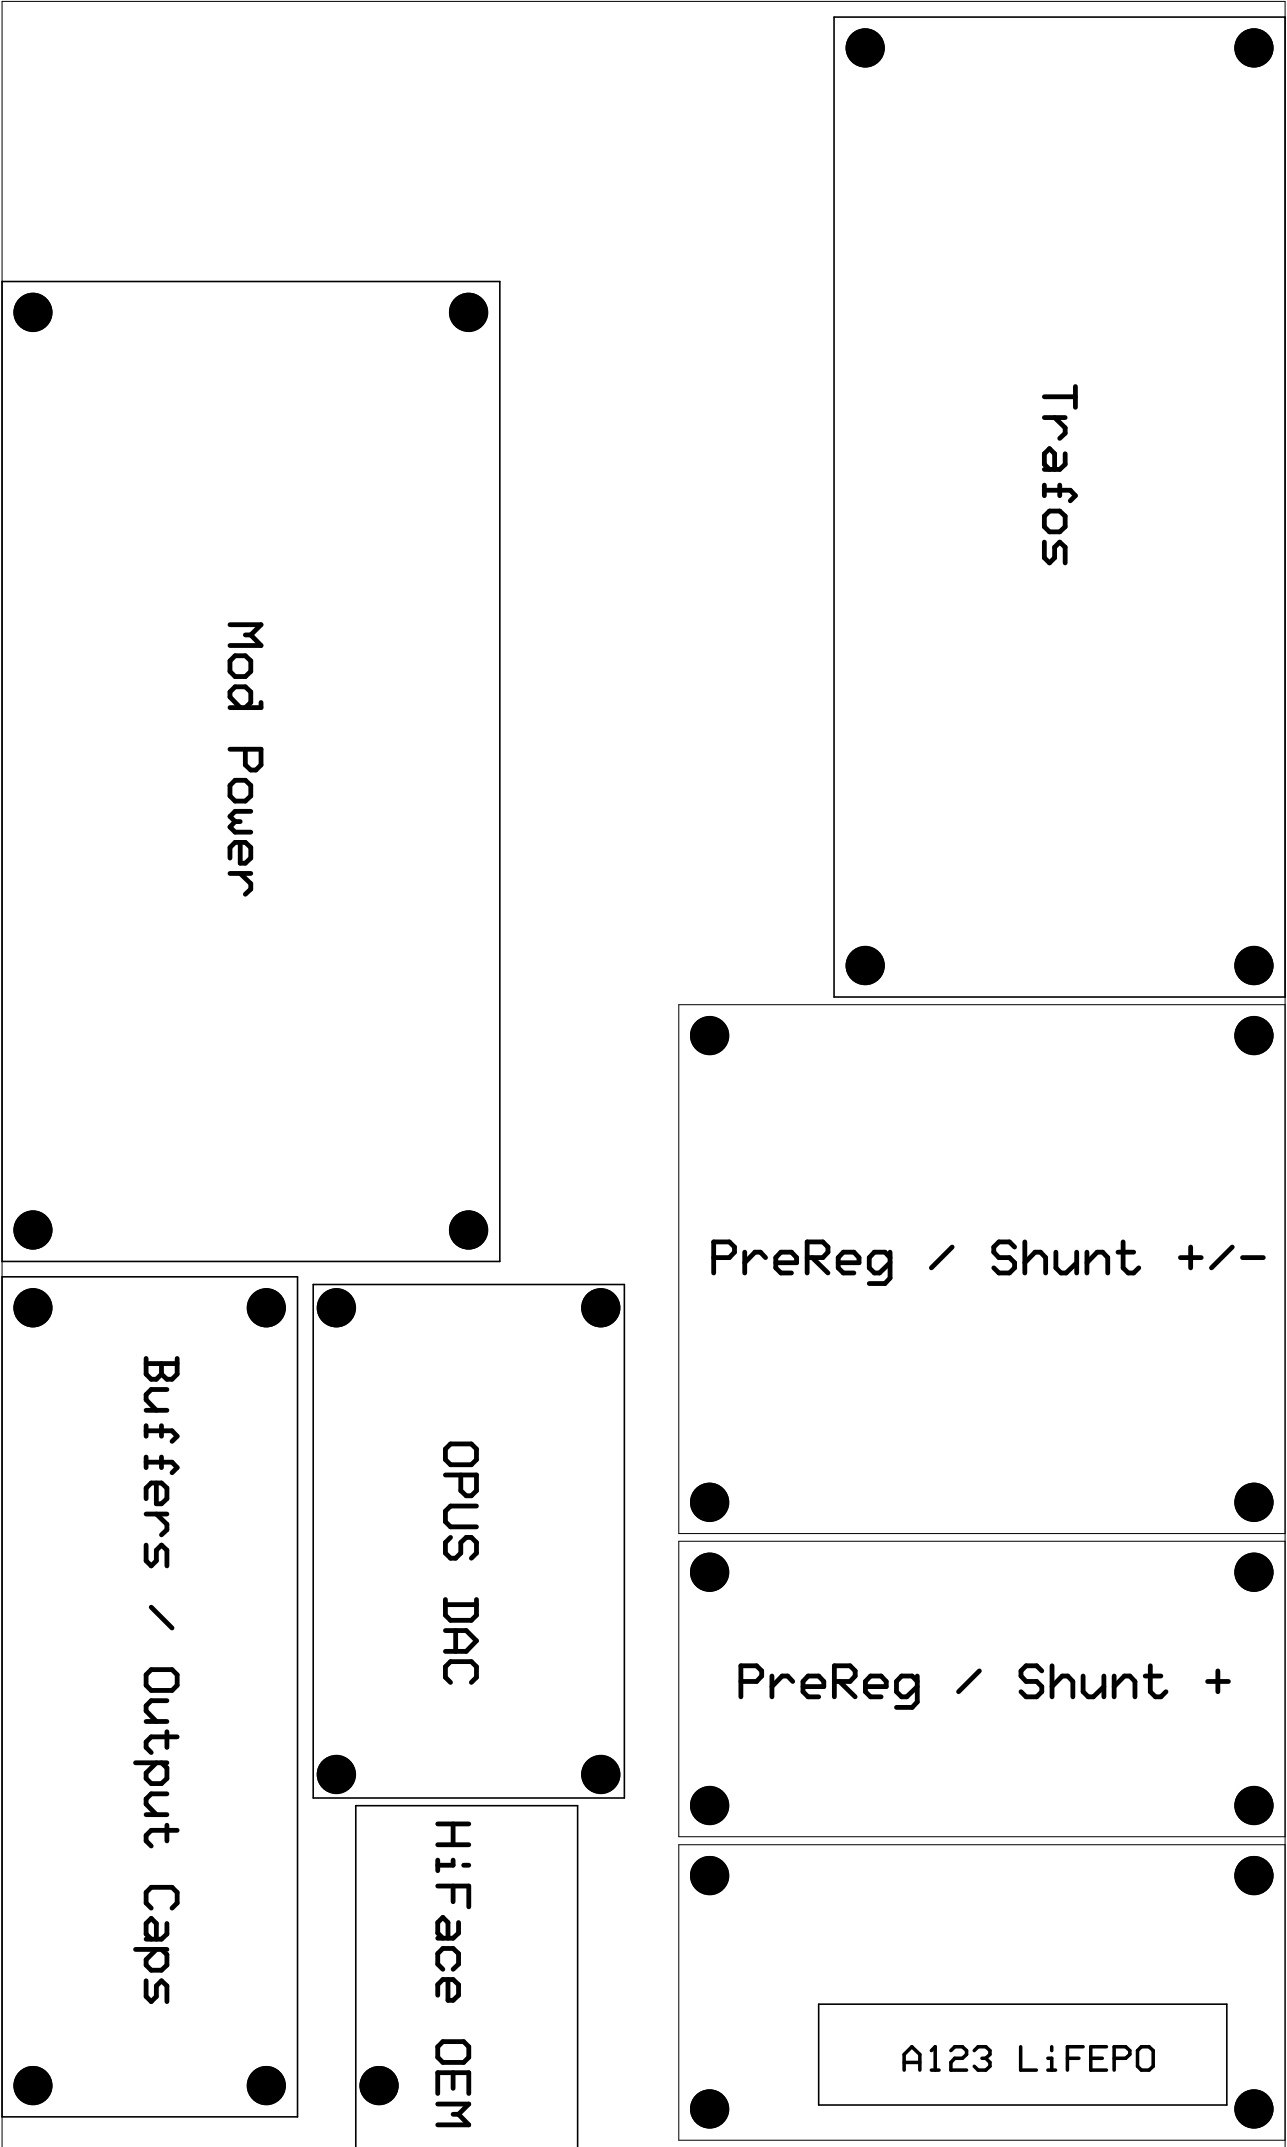 Trafos
Mod Power
PreReg / Shunt +/-
Buffers / Output Caps
OPUS DAC
PreReg / Shunt +
HiFace OEM
A123 LiFEPO